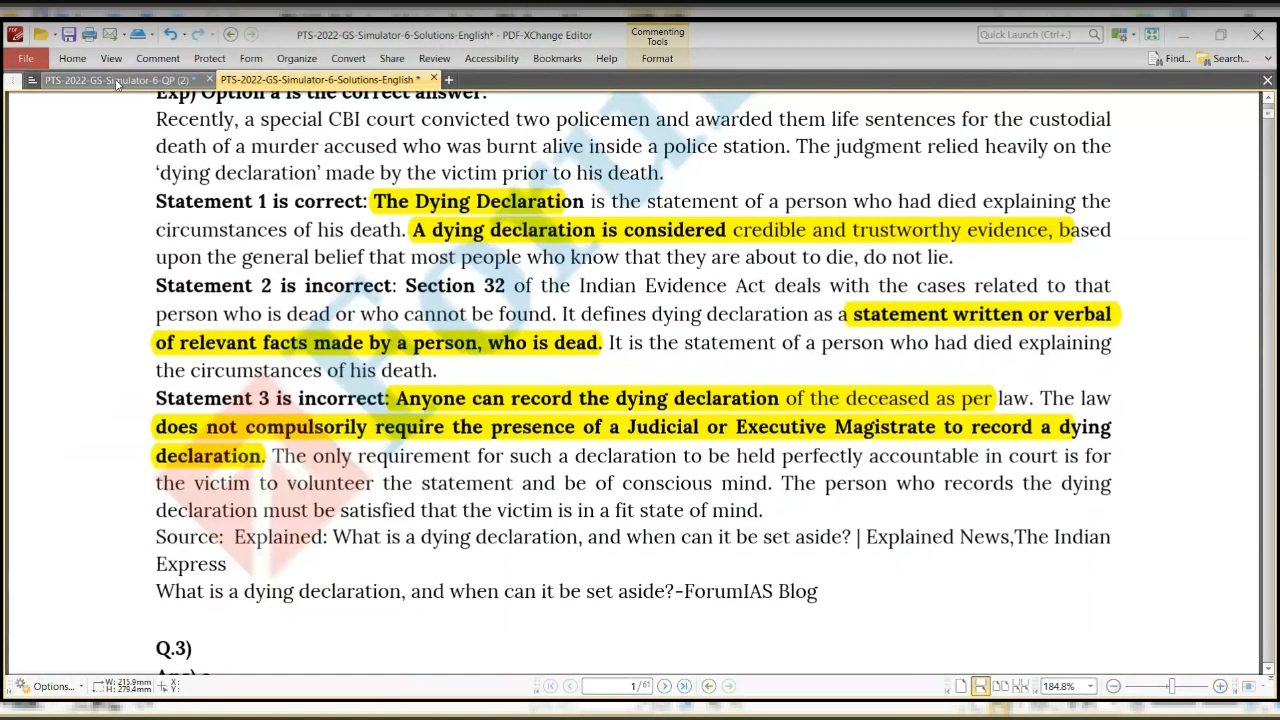 PTS-2022-GS-Simulator-6-Solutions-English* - PDF-XChange Editor
Commenting
Tools
Quick Launch (Ctrl+.)
File
Home
View
Comment
Protect
Form
Organize
Convert
Share
Accessibility
Bookmarks
Help
Format
Find...
Search...
PTS-2022-GS-Simulator-6-QP (2) *
PTS-2022-GS-Simulator-6-Solutions-English *
Exp) Option a is the correct answer.
Recently, a special CBI court convicted two policemen and awarded them life sentences for the custodial
death of a murder accused who was burnt alive inside a police station. The judgment relied heavily on the
‘dying declaration’ made by the victim prior to his death.
Statement 1 is correct: The Dying Declaration is the statement of a person who had died explaining the
circumstances of his death. A dying declaration is considered credible and trustworthy evidence, based
upon the general belief that most people who know that they are about to die, do not lie.
Statement 2 is incorrect: Section 32 of the Indian Evidence Act deals with the cases related to that
person who is dead or who cannot be found. It defines dying declaration as a statement written or verbal
of relevant facts made by a person, who is dead. It is the statement of a person who had died explaining
the circumstances of his death.
Statement 3 is incorrect: Anyone can record the dying declaration of the deceased as per law. The law
does not compulsorily require the presence of a Judicial or Executive Magistrate to record a dying
declaration. The only requirement for such a declaration to be held perfectly accountable in court is for
the victim to volunteer the statement and be of conscious mind. The person who records the dying
declaration must be satisfied that the victim is in a fit state of mind.
Source: Explained: What is a dying declaration, and when can it be set aside? | Explained News,The Indian
Express
What is a dying declaration, and when can it be set aside?-ForumIAS Blog
Q.3)
Options...
W: 215.9mm
H: 279.4mm
X:
Y:
1/61
184.8%